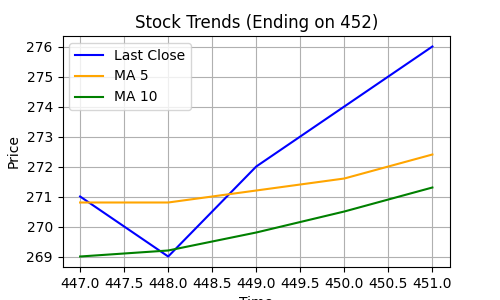 Stock Trends (Ending on 452)
276
275
274
273
272
271
270
269
Price
Last Close
MA 5
MA 10
447.0 447.5 448.0 448.5 449.0 449.5 450.0 450.5 451.0
Time